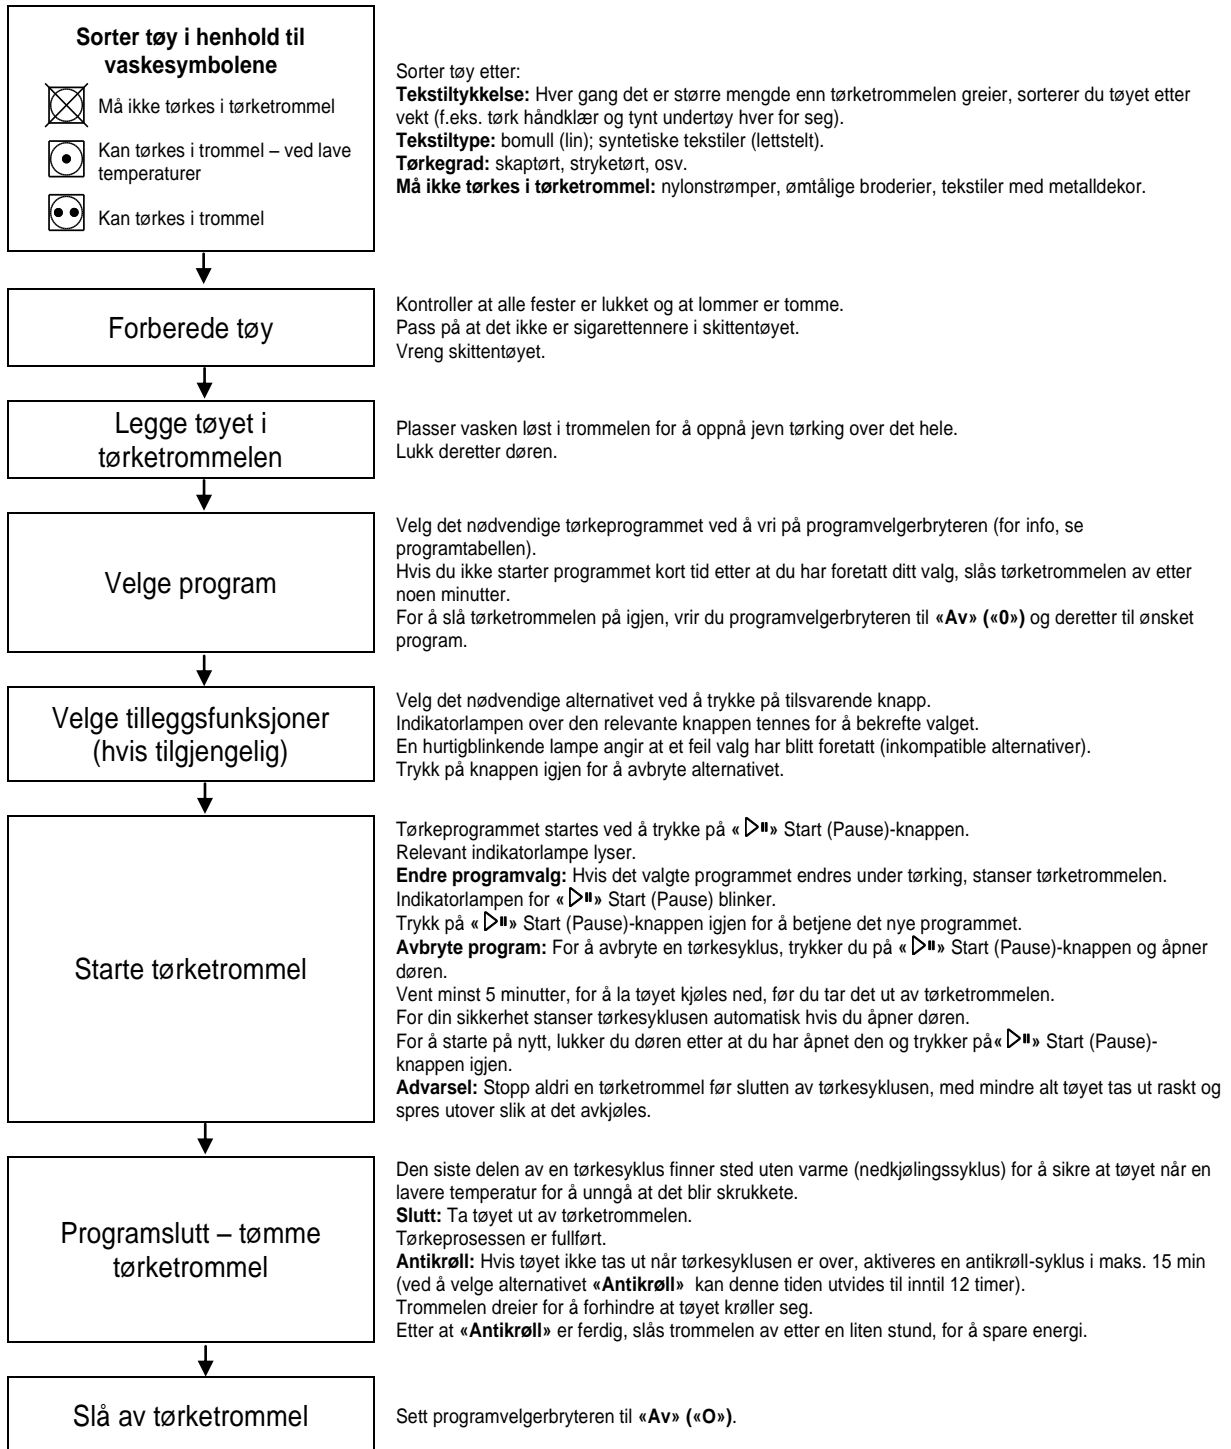 Sorter tøy i henhold til
vaskesymbolene
Må ikke tørkes i tørketrommel
Kan tørkes i trommel – ved lave
temperaturer
Kan tørkes i trommel
Sorter tøy etter:
Tekstiltykkelse: Hver gang det er større mengde enn tørketrommelen greier, sorterer du tøyet etter
vekt (f.eks. tørk håndklær og tynt undertøy hver for seg).
Tekstiltype: bomull (lin); syntetiske tekstiler (lettstelt).
Tørkegrad: skaptørt, stryketørt, osv.
Må ikke tørkes i tørketrommel: nylonstrømper, ømtålige broderier, tekstiler med metalldekor.
Forberede tøy
Kontroller at alle fester er lukket og at lommer er tomme.
Pass på at det ikke er sigarettennere i skittentøyet.
Vreng skittentøyet.
Legge tøyet i
tørketrommelen
Plasser vasken løst i trommelen for å oppnå jevn tørking over det hele.
Lukk deretter døren.
Velge program
Velg det nødvendige tørkeprogrammet ved å vri på programvelgerbryteren (for info, se
programtabellen).
Hvis du ikke starter programmet kort tid etter at du har foretatt ditt valg, slås tørketrommelen av etter
noen minutter.
For å slå tørketrommelen på igjen, vrir du programvelgerbryteren til «Av» («0») og deretter til ønsket
program.
Velge tilleggsfunksjoner
(hvis tilgjengelig)
Velg det nødvendige alternativet ved å trykke på tilsvarende knapp.
Indikatorlampen over den relevante knappen tennes for å bekrefte valget.
En hurtigblinkende lampe angir at et feil valg har blitt foretatt (inkompatible alternativer).
Trykk på knappen igjen for å avbryte alternativet.
Starte tørketrommel
Tørkeprogrammet startes ved å trykke på « » Start (Pause)-knappen.
Relevant indikatorlampe lyser.
Endre programvalg: Hvis det valgte programmet endres under tørking, stanser tørketrommelen.
Indikatorlampen for « » Start (Pause) blinker.
Trykk på « » Start (Pause)-knappen igjen for å betjene det nye programmet.
Avbryte program: For å avbryte en tørkesyklus, trykker du på « » Start (Pause)-knappen og åpner
døren.
Vent minst 5 minutter, for å la tøyet kjøles ned, før du tar det ut av tørketrommelen.
For din sikkerhet stanser tørkesyklusen automatisk hvis du åpner døren.
For å starte på nytt, lukker du døren etter at du har åpnet den og trykker på« » Start (Pause)-
knappen igjen.
Advarsel: Stopp aldri en tørketrommel før slutten av tørkesyklusen, med mindre alt tøyet tas ut raskt og
spres utover slik at det avkjøles.
Programslutt – tømme
tørketrommel
Den siste delen av en tørkesyklus finner sted uten varme (nedkjølingssyklus) for å sikre at tøyet når en
lavere temperatur for å unngå at det blir skrukkete.
Slutt: Ta tøyet ut av tørketrommelen.
Tørkeprosessen er fullført.
Antikrøll: Hvis tøyet ikke tas ut når tørkesyklusen er over, aktiveres en antikrøll-syklus i maks. 15 min
(ved å velge alternativet «Antikrøll» kan denne tiden utvides til inntil 12 timer).
Trommelen dreier for å forhindre at tøyet krøller seg.
Etter at «Antikrøll» er ferdig, slås trommelen av etter en liten stund, for å spare energi.
Slå av tørketrommel
Sett programvelgerbryteren til «Av» («O»).